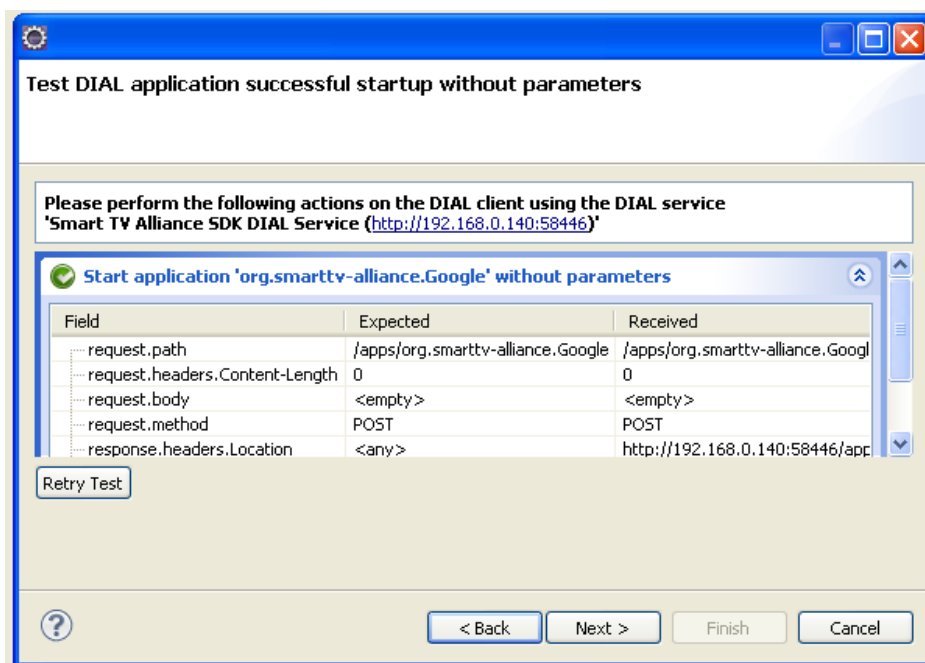 Test DIAL application successful startup without parameters
Please perform the following actions on the DIAL client using the DIAL service
'Smart TV Alliance SDK DIAL Service (http://192.168.0.140:58446)'
Start application 'org.smarttv-alliance.Google' without parameters
Field Expected Received
request.path /apps/org.smarttv-alliance.Google /apps/org.smarttv-alliance.Googl
request.headers.Content-Length 0 0
request.body <empty> <empty>
request.method POST POST
response.headers.Location <any> http://192.168.0.140:58446/app
Retry Test
? < Back Next > Finish Cancel